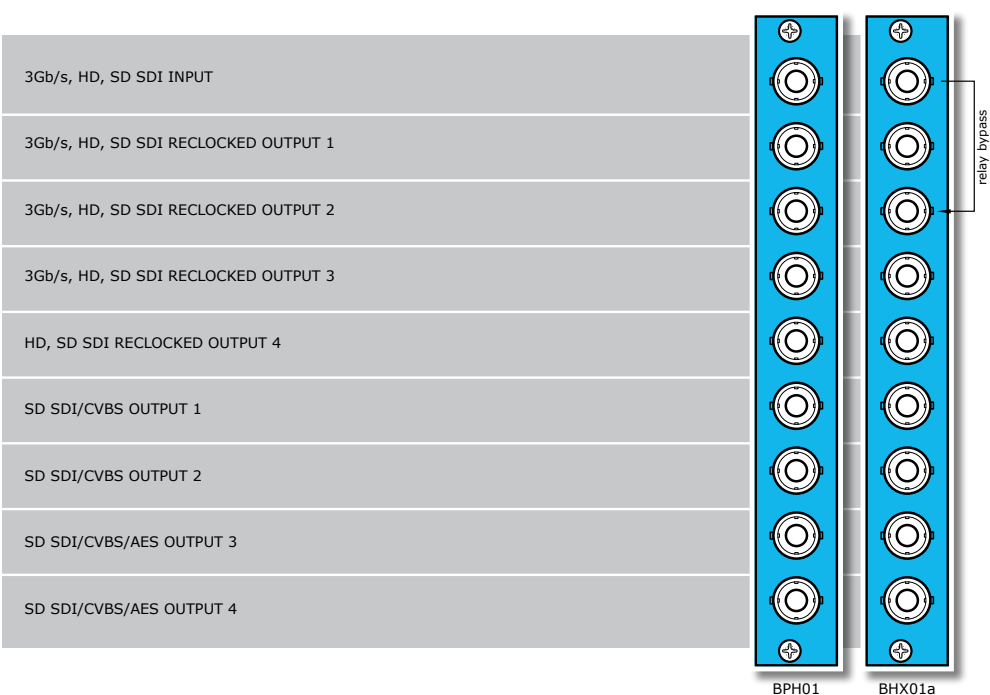 3Gb/s, HD, SD SDI INPUT
3Gb/s, HD, SD SDI RECLOCKED OUTPUT 1
3Gb/s, HD, SD SDI RECLOCKED OUTPUT 2
3Gb/s, HD, SD SDI RECLOCKED OUTPUT 3
HD, SD SDI RECLOCKED OUTPUT 4
SD SDI/CVBS OUTPUT 1
SD SDI/CVBS OUTPUT 2
SD SDI/CVBS/AES OUTPUT 3
SD SDI/CVBS/AES OUTPUT 4
relay bypass
BPH01
BHX01a